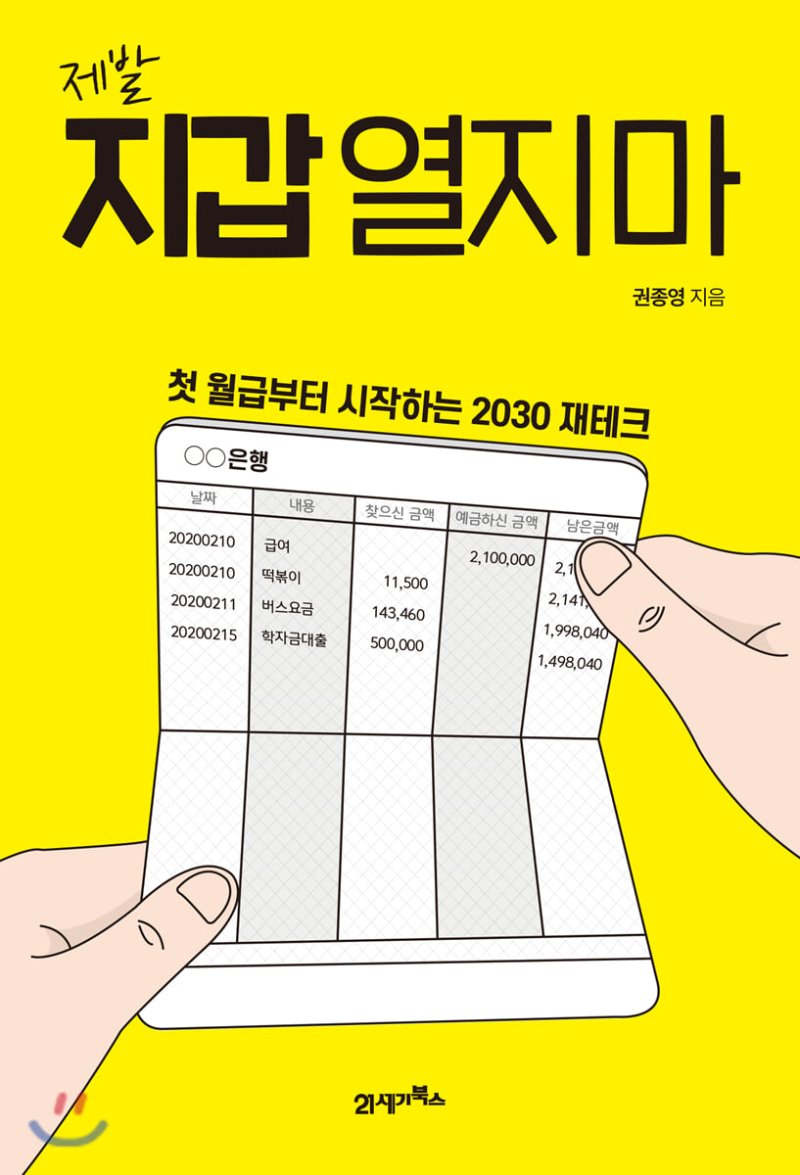 제발
지갑 열지 마
권종영 지음
첫 월급부터 시작하는 2030 재테크
○○은행
날짜 내용 찾으신 금액 예금하신 금액 남은금액
20200210 급여 2,100,000 2,1
20200210 떡볶이 11,500 2,141,
20200211 버스요금 143,460 1,998,040
20200215 학자금대출 500,000 1,498,040
21세기북스